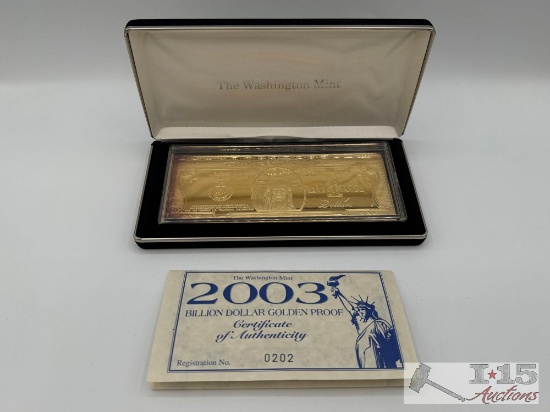 The Washington Mint
The Washington Mint
2003
BILLION DOLLAR GOLDEN PROOF
Certificate
of Authenticity
Registration No. 0202
I-15
Auctions